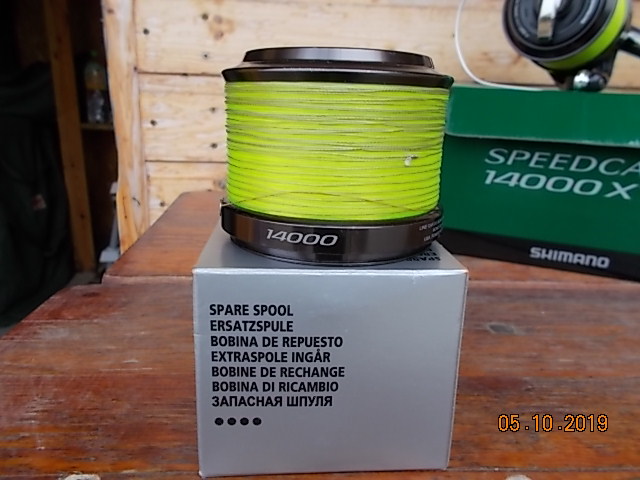 SPEEDCA
14000 X
SHIMANO
14000
SPARE SPOOL
ERSATZSPULE
BOBINA DE REPUESTO
EXTRASPOLE INGÅR
BOBINE DE RECHANGE
BOBINA DI RICAMBIO
ЗАПАСНАЯ ШПУЛЯ
05.10.2019